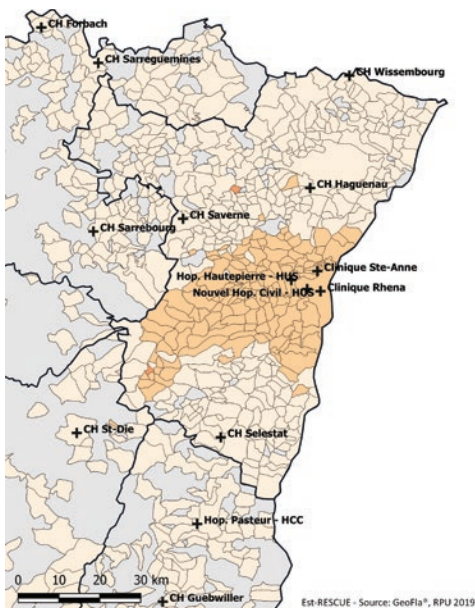 CH Forbach
CH Sarreguemines
CH Wissembourg
CH Haguenau
CH Saverne
CH Sarrebourg
Clinique Ste-Anne
Hop. Hautepierre - HUS
Nouvel Hop. Civil - HUS
Clinique Rhena
CH St-Die
CH Selestat
Hop. Pasteur - HCC
0 10 20 30 km
CH Guebwiller
Est-RESCUE - Source: GeoFla®, RPU 2019